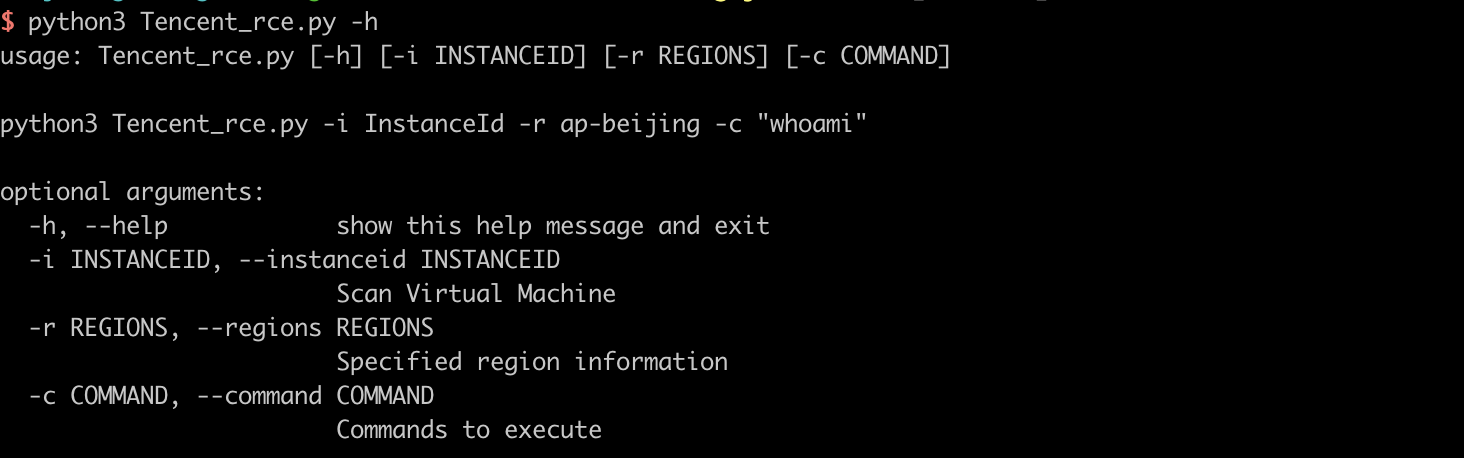 $ python3 Tencent_rce.py -h
usage: Tencent_rce.py [-h] [-i INSTANCEID] [-r REGIONS] [-c COMMAND]
python3 Tencent_rce.py -i InstanceId -r ap-beijing -c "whoami"
optional arguments:
-h, --help show this help message and exit
-i INSTANCEID, --instanceid INSTANCEID
Scan Virtual Machine
-r REGIONS, --regions REGIONS
Specified region information
-c COMMAND, --command COMMAND
Commands to execute